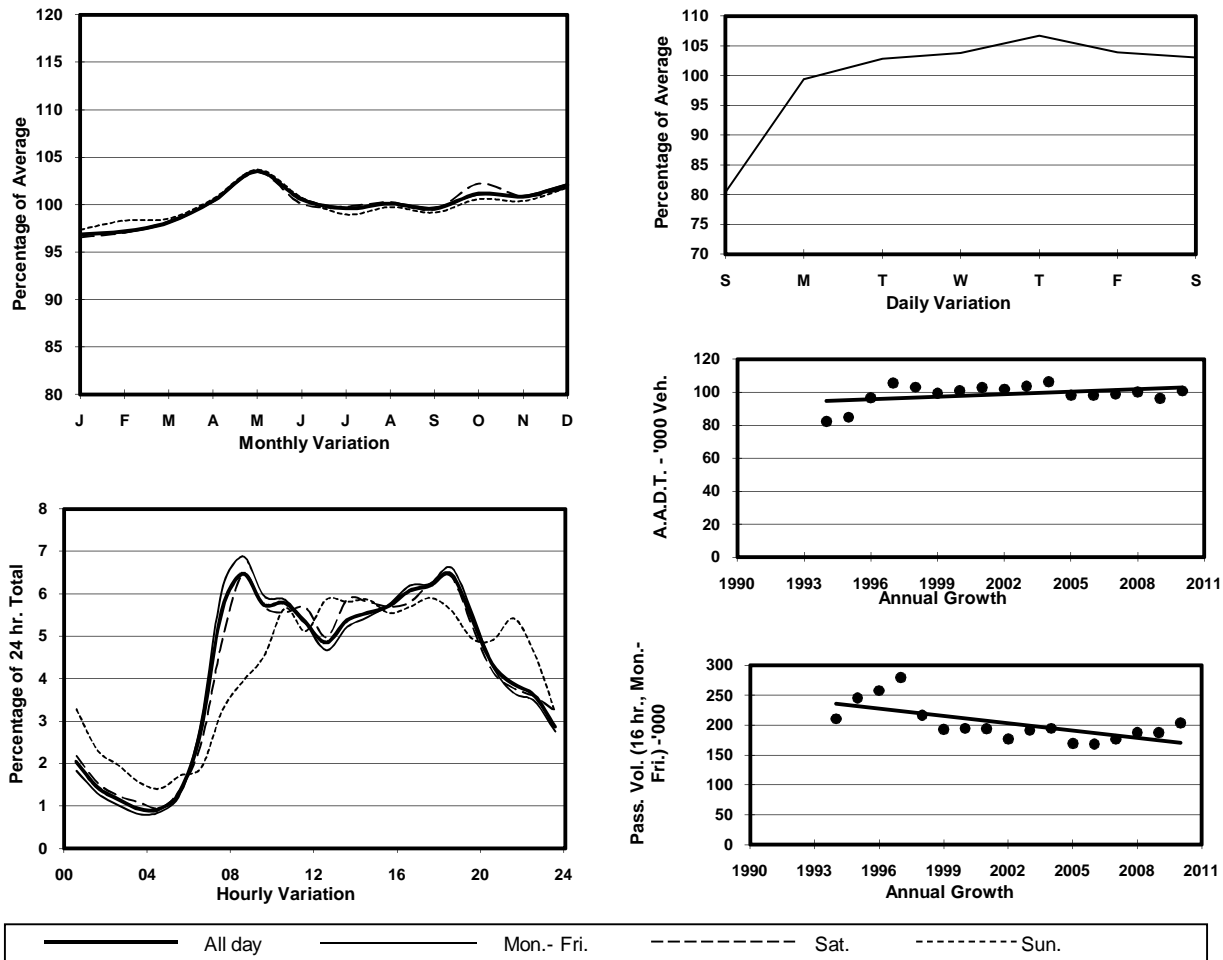 Percentage of Average
120
115
110
105
100
95
90
85
80
J F M A M J J A S O N D
Monthly Variation
Percentage of Average
110
105
100
95
90
85
80
75
70
S M T W T F S
Daily Variation
A.A.D.T. - '000 Veh.
120
100
80
60
40
20
0
1990 1993 1996 1999 2002 2005 2008 2011
Annual Growth
Percentage of 24 hr. Total
8
7
6
5
4
3
2
1
0
00 04 08 12 16 20 24
Hourly Variation
Pass. Vol. (16 hr., Mon.-
Fri.) -'000
300
250
200
150
100
50
0
1990 1993 1996 1999 2002 2005 2008 2011
Annual Growth
All day Mon.- Fri. Sat. Sun.